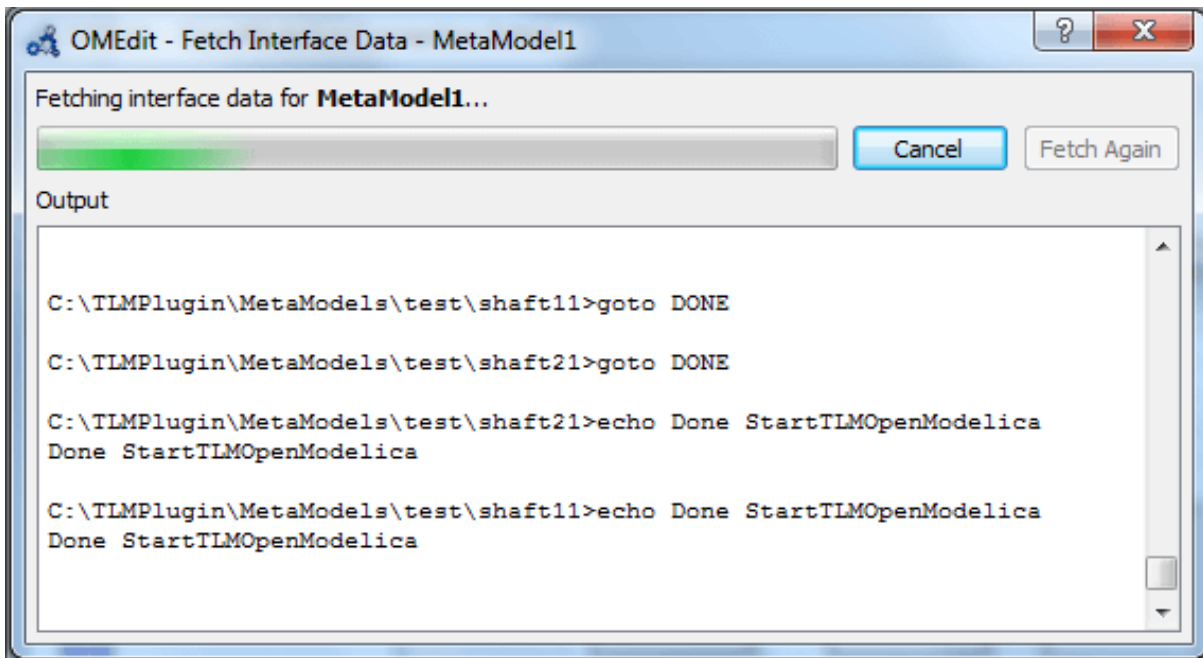 OMEdit - Fetch Interface Data - MetaModel1
?
Fetching interface data for MetaModel1...
Cancel
Fetch Again
Output
C:\TLMPlugin\MetaModels\test\shaft11>goto DONE
C:\TLMPlugin\MetaModels\test\shaft21>goto DONE
C:\TLMPlugin\MetaModels\test\shaft21>echo Done StartTLMOpenModelica
Done StartTLMOpenModelica
C:\TLMPlugin\MetaModels\test\shaft11>echo Done StartTLMOpenModelica
Done StartTLMOpenModelica